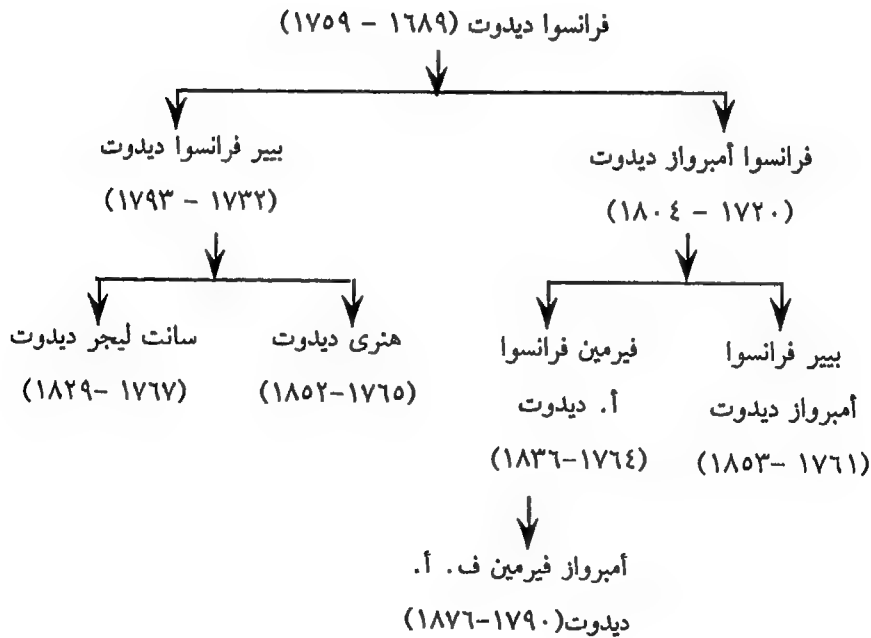 فرانسوا ديدوت (١٦٨٩ - ١٧٥٩)
فرانسوا أمبرواز ديدوت
(١٧٢٠ - ١٨٠٤)
بيير فرانسوا ديدوت
(١٧٣٢ - ١٧٩٣)
بيير فرانسوا
أمبرواز ديدوت
(١٧٦١ -١٨٥٣)
فيرمين فرانسوا
أ. ديدوت
(١٧٦٤-١٨٣٦)
هنرى ديدوت
(١٧٦٥-١٨٥٢)
سانت ليجر ديدوت
(١٧٦٧ -١٨٢٩)
أمبرواز فيرمين ف. أ.
ديدوت(١٧٩٠-١٨٧٦)